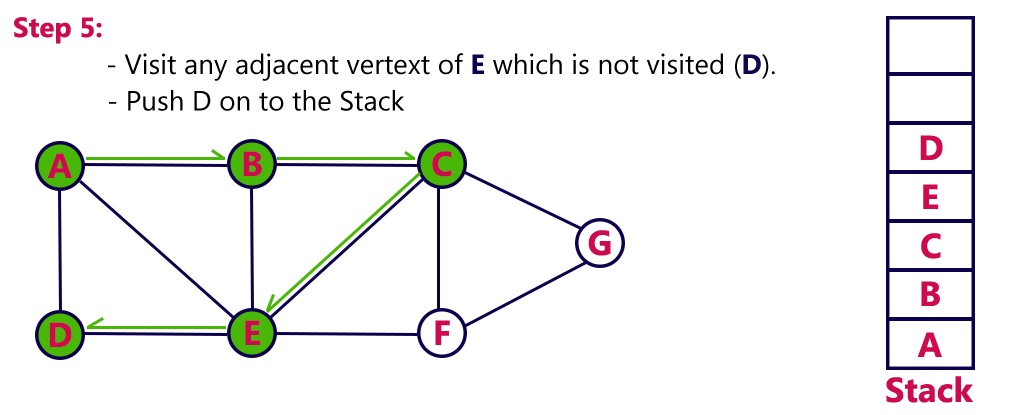 Step 5:
- Visit any adjacent vertext of E which is not visited (D).
- Push D on to the Stack
A B C
G
D E F
D
E
C
B
A
Stack